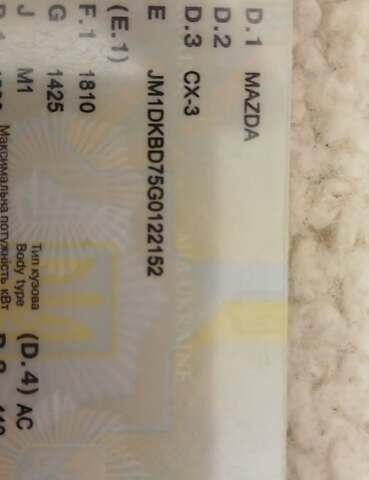 D.1 MAZDA
D.2
D.3 CX-3
E JM1DKBD75G0122152
(E.1)
F.1 1810
G 1425
Тип кузова
J M1 Body type (D.4) AC
Максимальна потужність кВт